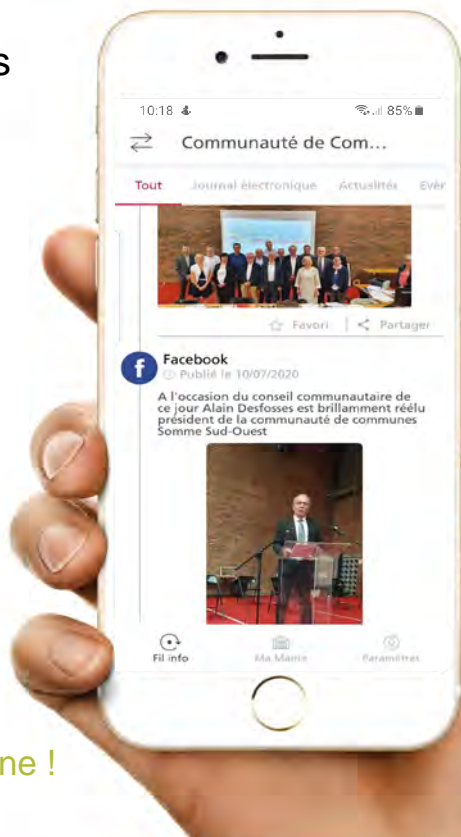 s
10:18
85%
Communauté de Com...
Tout Journal électronique Actualités Evèn
Favori Partager
f Facebook
Publié le 10/07/2020
A l'occasion du conseil communautaire de
ce jour Alain Desfosses est brillamment réélu
président de la communauté de communes
Somme Sud-Ouest
Fil info Ma Mairie Paramètres
ne !